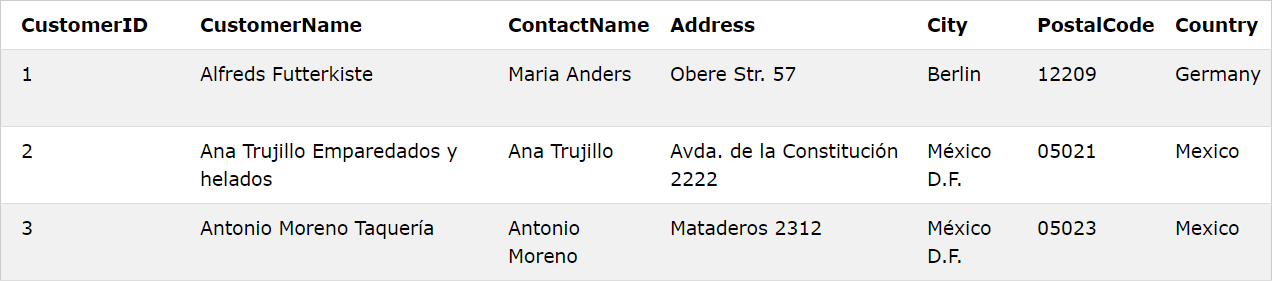 CustomerID CustomerName ContactName Address City PostalCode Country
1 Alfreds Futterkiste Maria Anders Obere Str. 57 Berlin 12209 Germany
2 Ana Trujillo Emparedados y Ana Trujillo Avda. de la Constitución México 05021 Mexico
helados 2222 D.F.
3 Antonio Moreno Taquería Antonio Mataderos 2312 México 05023 Mexico
Moreno D.F.